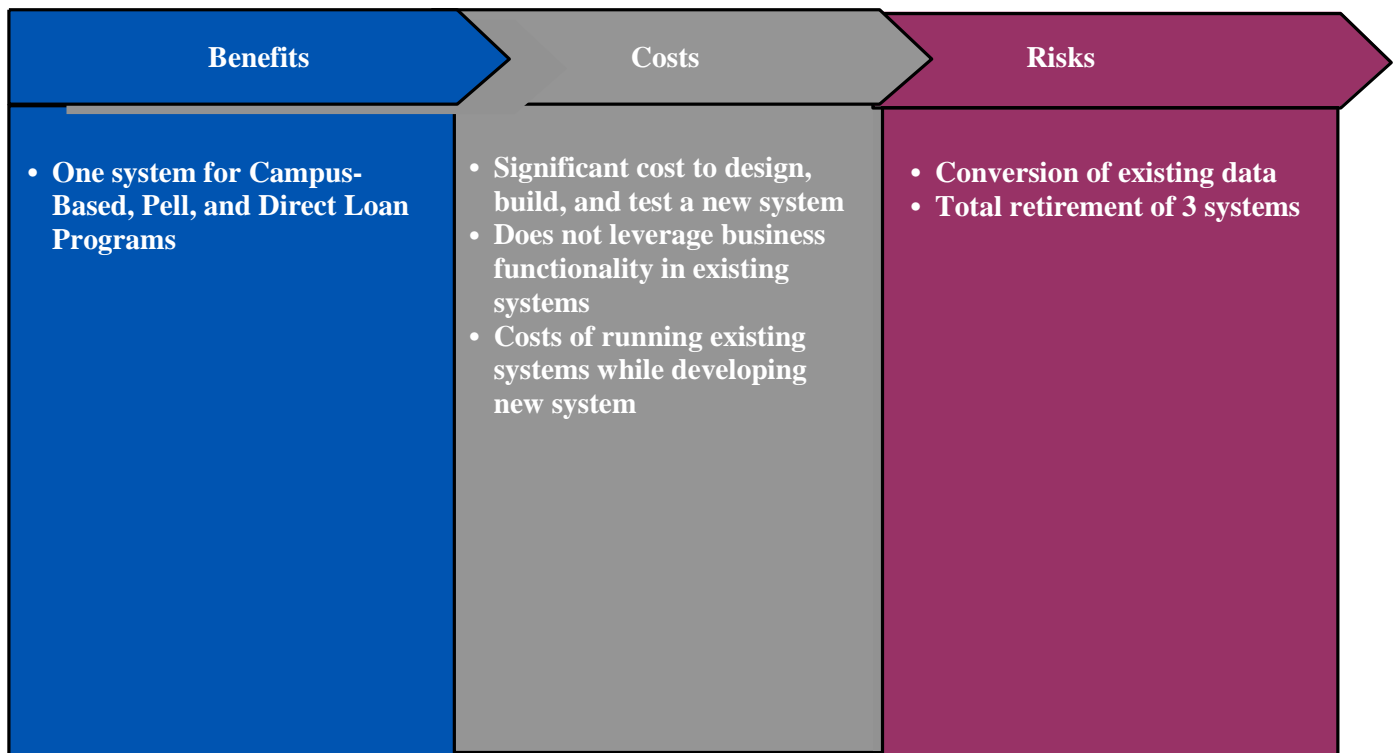 Benefits
Costs
Risks
• One system for Campus-
Based, Pell, and Direct Loan
Programs
• Significant cost to design,
build, and test a new system
• Does not leverage business
functionality in existing
systems
• Costs of running existing
systems while developing
new system
• Conversion of existing data
• Total retirement of 3 systems